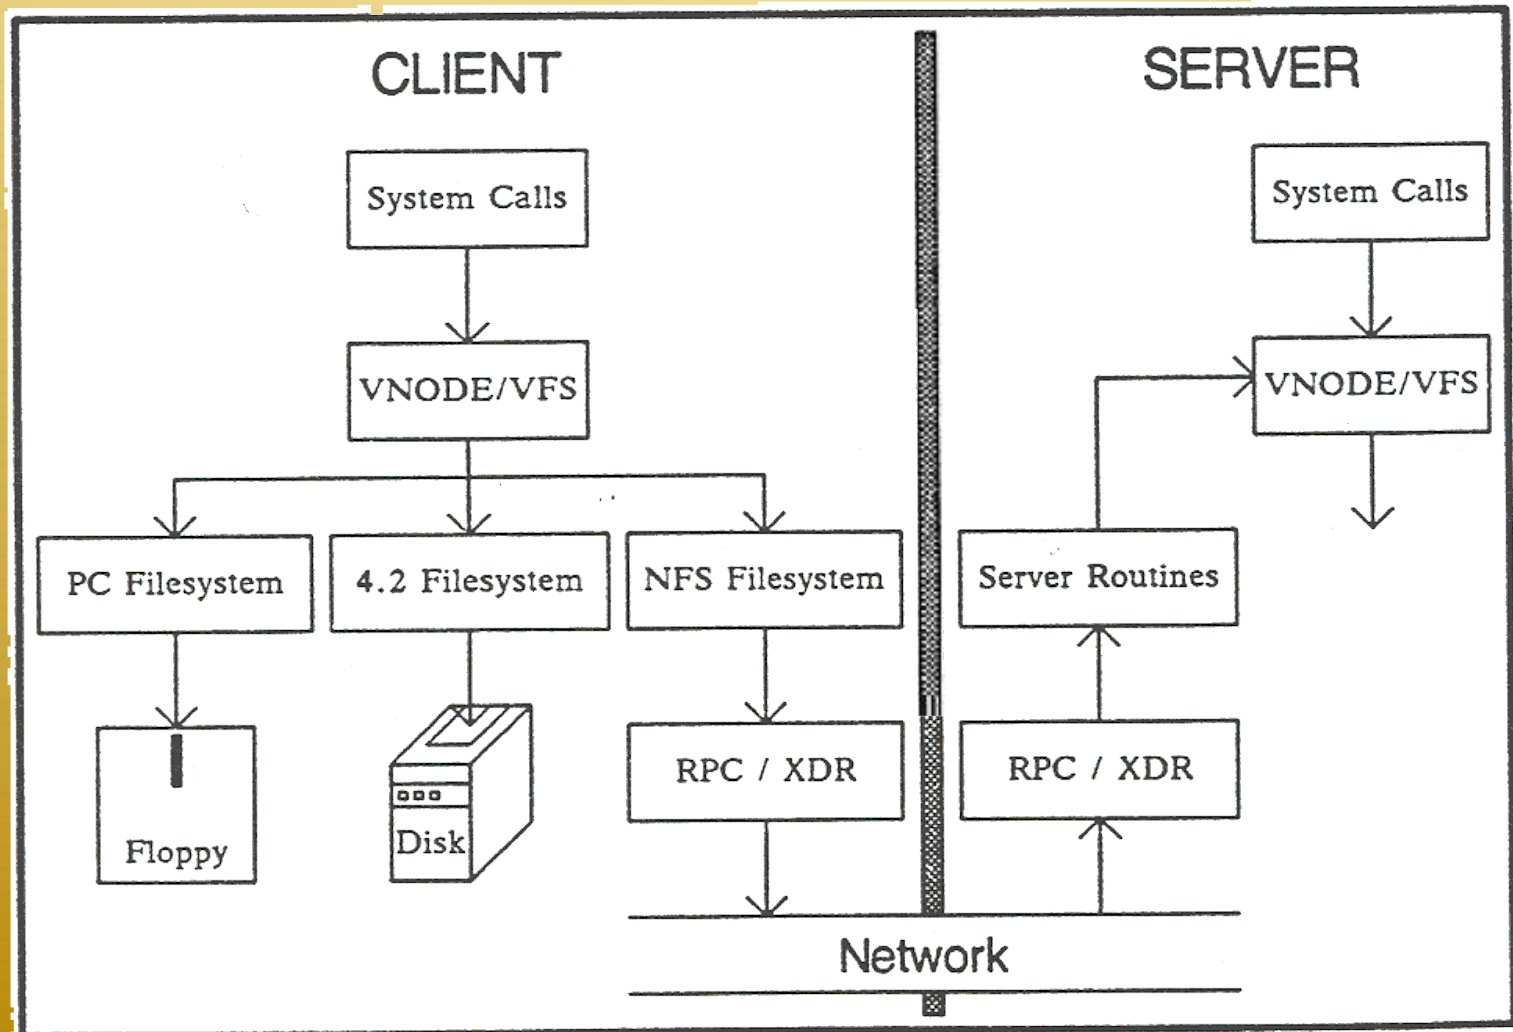 CLIENT
SERVER
System Calls
System Calls
VNODE/VFS
VNODE/VFS
PC Filesystem
4.2 Filesystem
NFS Filesystem
Server Routines
Floppy
Disk
RPC / XDR
RPC / XDR
Network